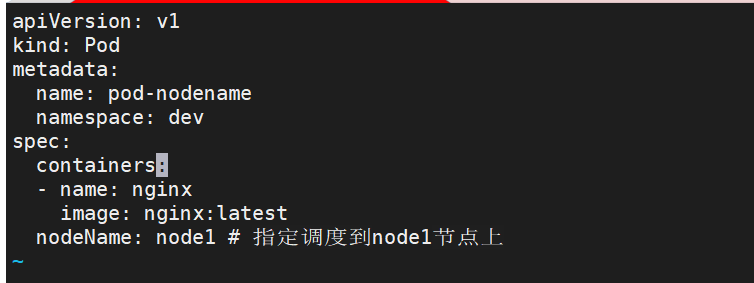 apiVersion: v1
kind: Pod
metadata:
  name: pod-nodename
  namespace: dev
spec:
  containers:
  - name: nginx
    image: nginx:latest
  nodeName: node1 # 指定调度到node1节点上
~